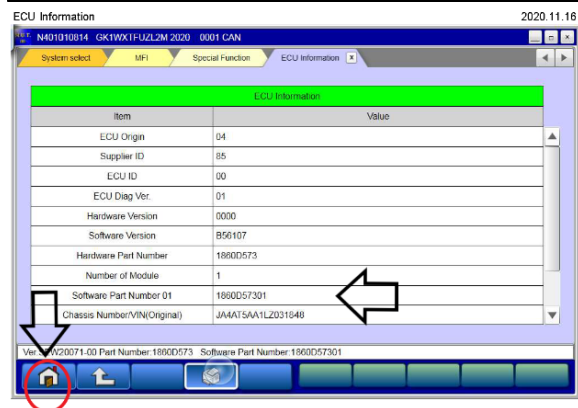 ECU Information 2020.11.16
N401010814 GK1WXTFUZL2M 2020 0001 CAN
System select MFI Special Function ECU Information x
ECU Information
Item Value
ECU Origin 04
Supplier ID 85
ECU ID 00
ECU Diag Ver. 01
Hardware Version 0000
Software Version B56107
Hardware Part Number 1860D573
Number of Module 1
Software Part Number 01 1860D57301
Chassis Number/VIN(Original) JA4AT5AA1LZ031848
W20071-00 Part Number:1860D573 Software Part Number:1860D57301